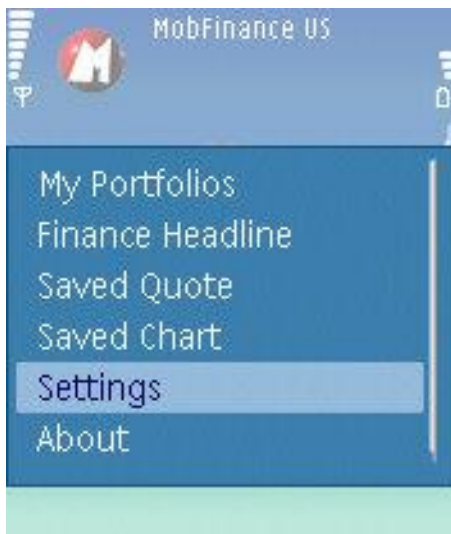 MobFinance US
My Portfolios
Finance Headline
Saved Quote
Saved Chart
Settings
About